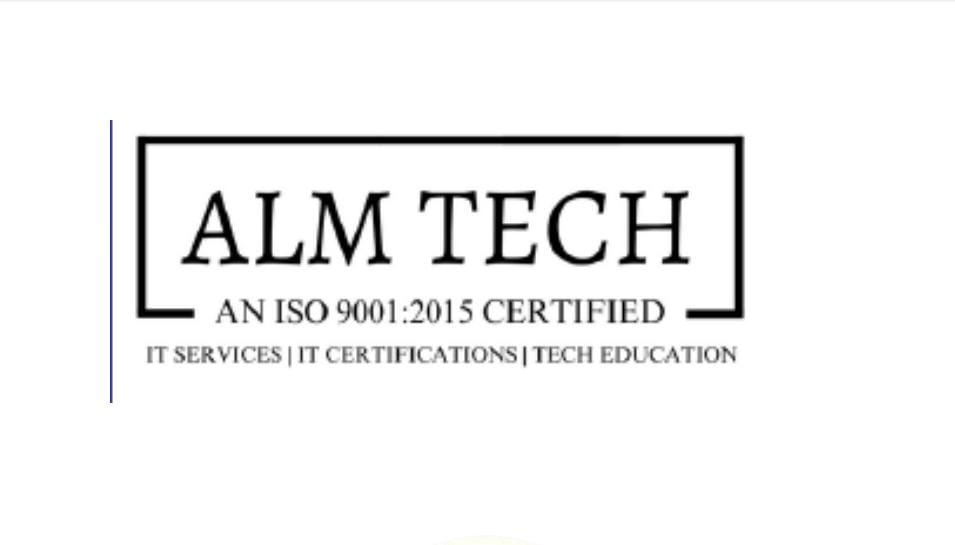 ALM TECH
AN ISO 9001:2015 CERTIFIED
IT SERVICES | IT CERTIFICATIONS | TECH EDUCATION